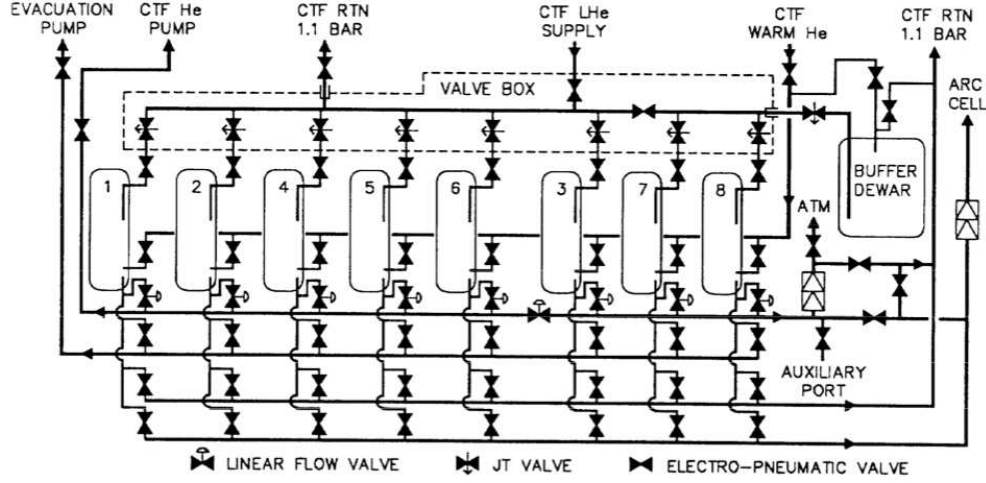 EVACUATION PUMP
CTF He PUMP
CTF RTN 1.1 BAR
CTF LHe SUPPLY
CTF WARM He
CTF RTN 1.1 BAR
ARC CELL
VALVE BOX
BUFFER DEWAR
1 2 4 5 6 3 7 8
ATM
AUXILIARY PORT
LINEAR FLOW VALVE JT VALVE ELECTRO-PNEUMATIC VALVE